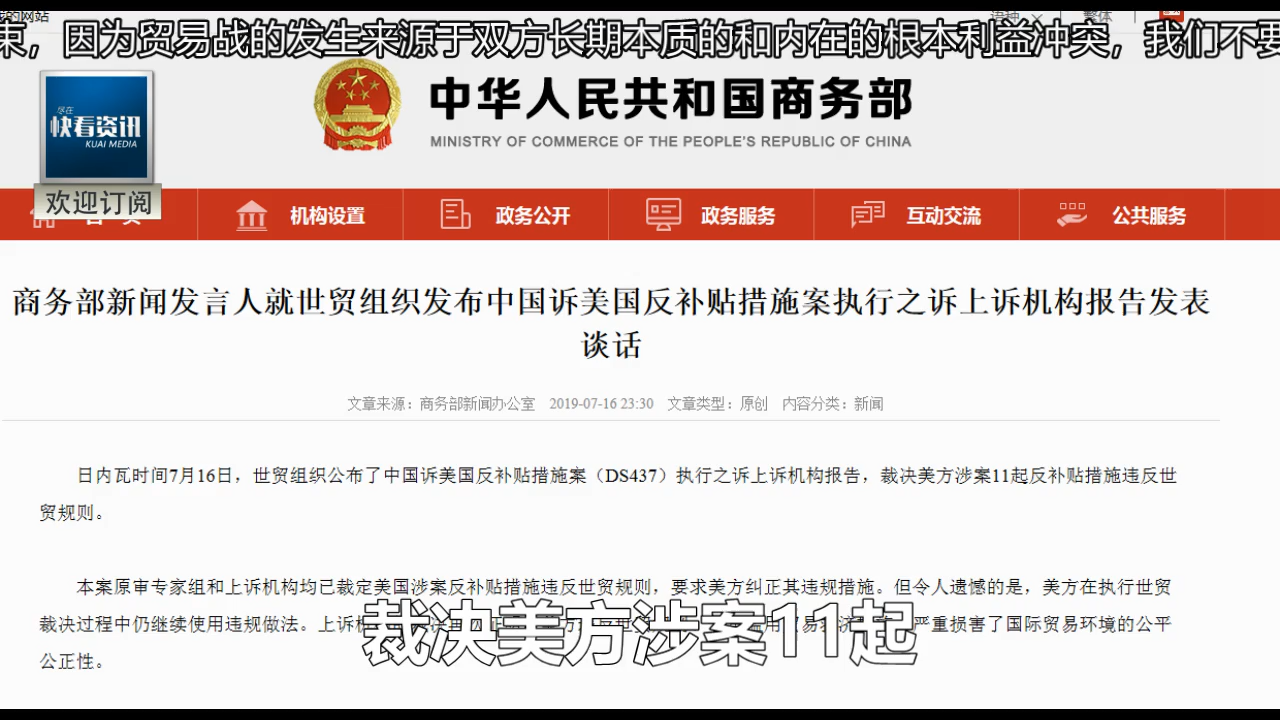 我的网站
语种 繁体
束，因为贸易战的发生来源于双方长期本质的和内在的根本利益冲突，我们不要
尽在
快看资讯
KUAI MEDIA
欢迎订阅
中华人民共和国商务部
MINISTRY OF COMMERCE OF THE PEOPLE'S REPUBLIC OF CHINA
首页 机构设置 政务公开 政务服务 互动交流 公共服务
商务部新闻发言人就世贸组织发布中国诉美国反补贴措施案执行之诉上诉机构报告发表
谈话
文章来源：商务部新闻办公室 2019-07-16 23:30 文章类型：原创 内容分类：新闻
日内瓦时间7月16日，世贸组织公布了中国诉美国反补贴措施案（DS437）执行之诉上诉机构报告，裁决美方涉案11起反补贴措施违反世
贸规则。
本案原审专家组和上诉机构均已裁定美国涉案反补贴措施违反世贸规则，要求美方纠正其违规措施。但令人遗憾的是，美方在执行世贸
裁决过程中仍继续使用违规做法。上诉机 严重损害了国际贸易环境的公平
公正性。
裁决美方涉案11起